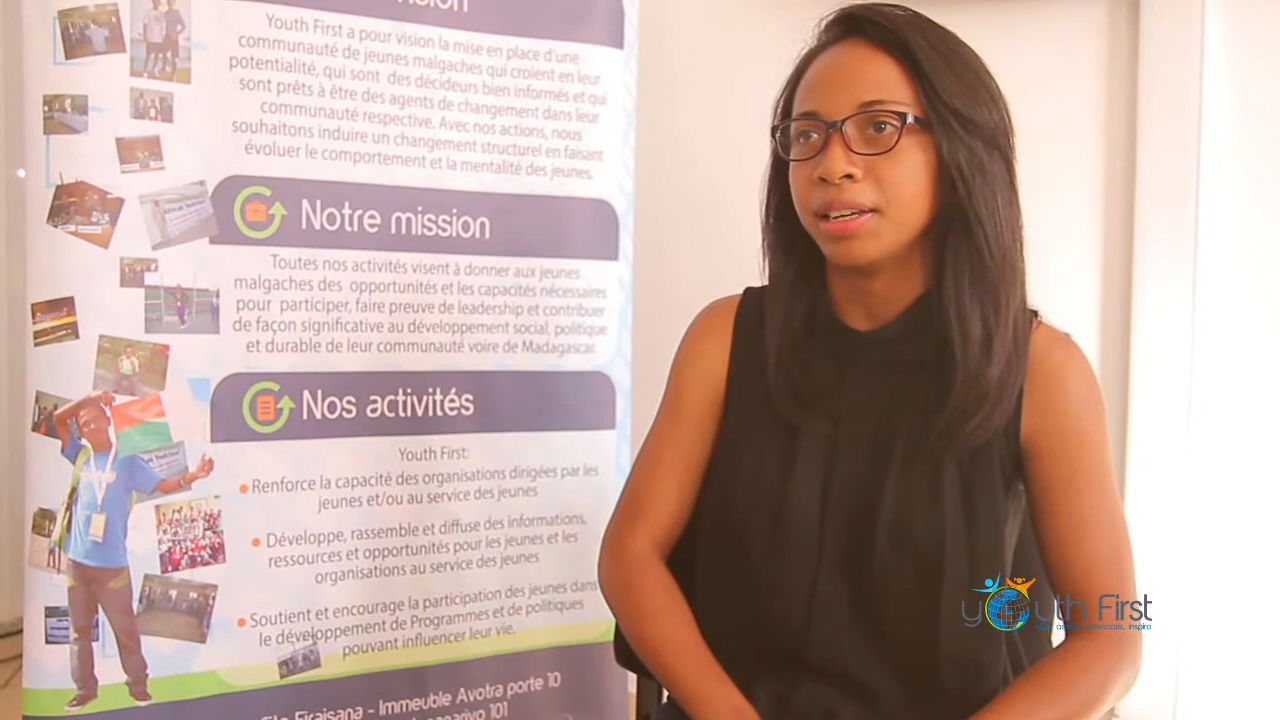 Youth First a pour vision la mise en place d'une
communauté de jeunes malgaches qui croient en leur
potentialité, qui sont des décideurs bien informés et qui
sont prêts à être des agents de changement dans leur
communauté respective. Avec nos actions, nous
souhaitons induire un changement structurel en faisant
évoluer le comportement et la mentalité des jeunes.
Notre mission
Toutes nos activités visent à donner aux jeunes
malgaches des opportunités et les capacités nécessaires
pour participer, faire preuve de leadership et contribuer
de façon significative au développement social, politique
et durable de leur communauté voire de Madagascar.
Nos activités
Youth First:
Renforce la capacité des organisations dirigées par les
jeunes et/ou au service des jeunes
Développe, rassemble et diffuse des informations,
ressources et opportunités pour les jeunes et les
organisations au service des jeunes
Soutient et encourage la participation des jeunes dans
le développement de Programmes et de politiques
pouvant influencer leur vie.
Firaisana - Immeuble Avotra porte 10
101
yOuth First
advocate, inspire